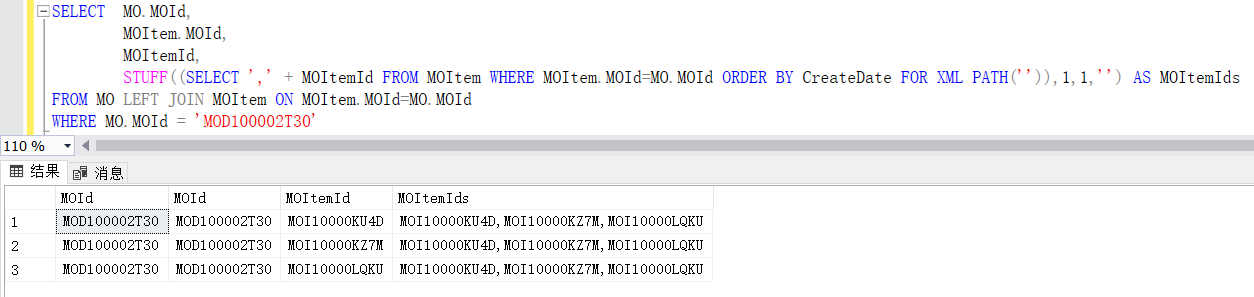 SELECT MO.MOId,
MOItem.MOId,
MOItemId,
STUFF((SELECT ',' + MOItemId FROM MOItem WHERE MOItem.MOId=MO.MOId ORDER BY CreateDate FOR XML PATH('')),1,1,'') AS MOItemIds
FROM MO LEFT JOIN MOItem ON MOItem.MOId=MO.MOId
WHERE MO.MOId = 'MOD100002T30'
110 %
结果 消息
MOId MOId MOItemId MOItemIds
1 MOD100002T30 MOD100002T30 MOI10000KU4D MOI10000KU4D,MOI10000KZ7M,MOI10000LQKU
2 MOD100002T30 MOD100002T30 MOI10000KZ7M MOI10000KU4D,MOI10000KZ7M,MOI10000LQKU
3 MOD100002T30 MOD100002T30 MOI10000LQKU MOI10000KU4D,MOI10000KZ7M,MOI10000LQKU